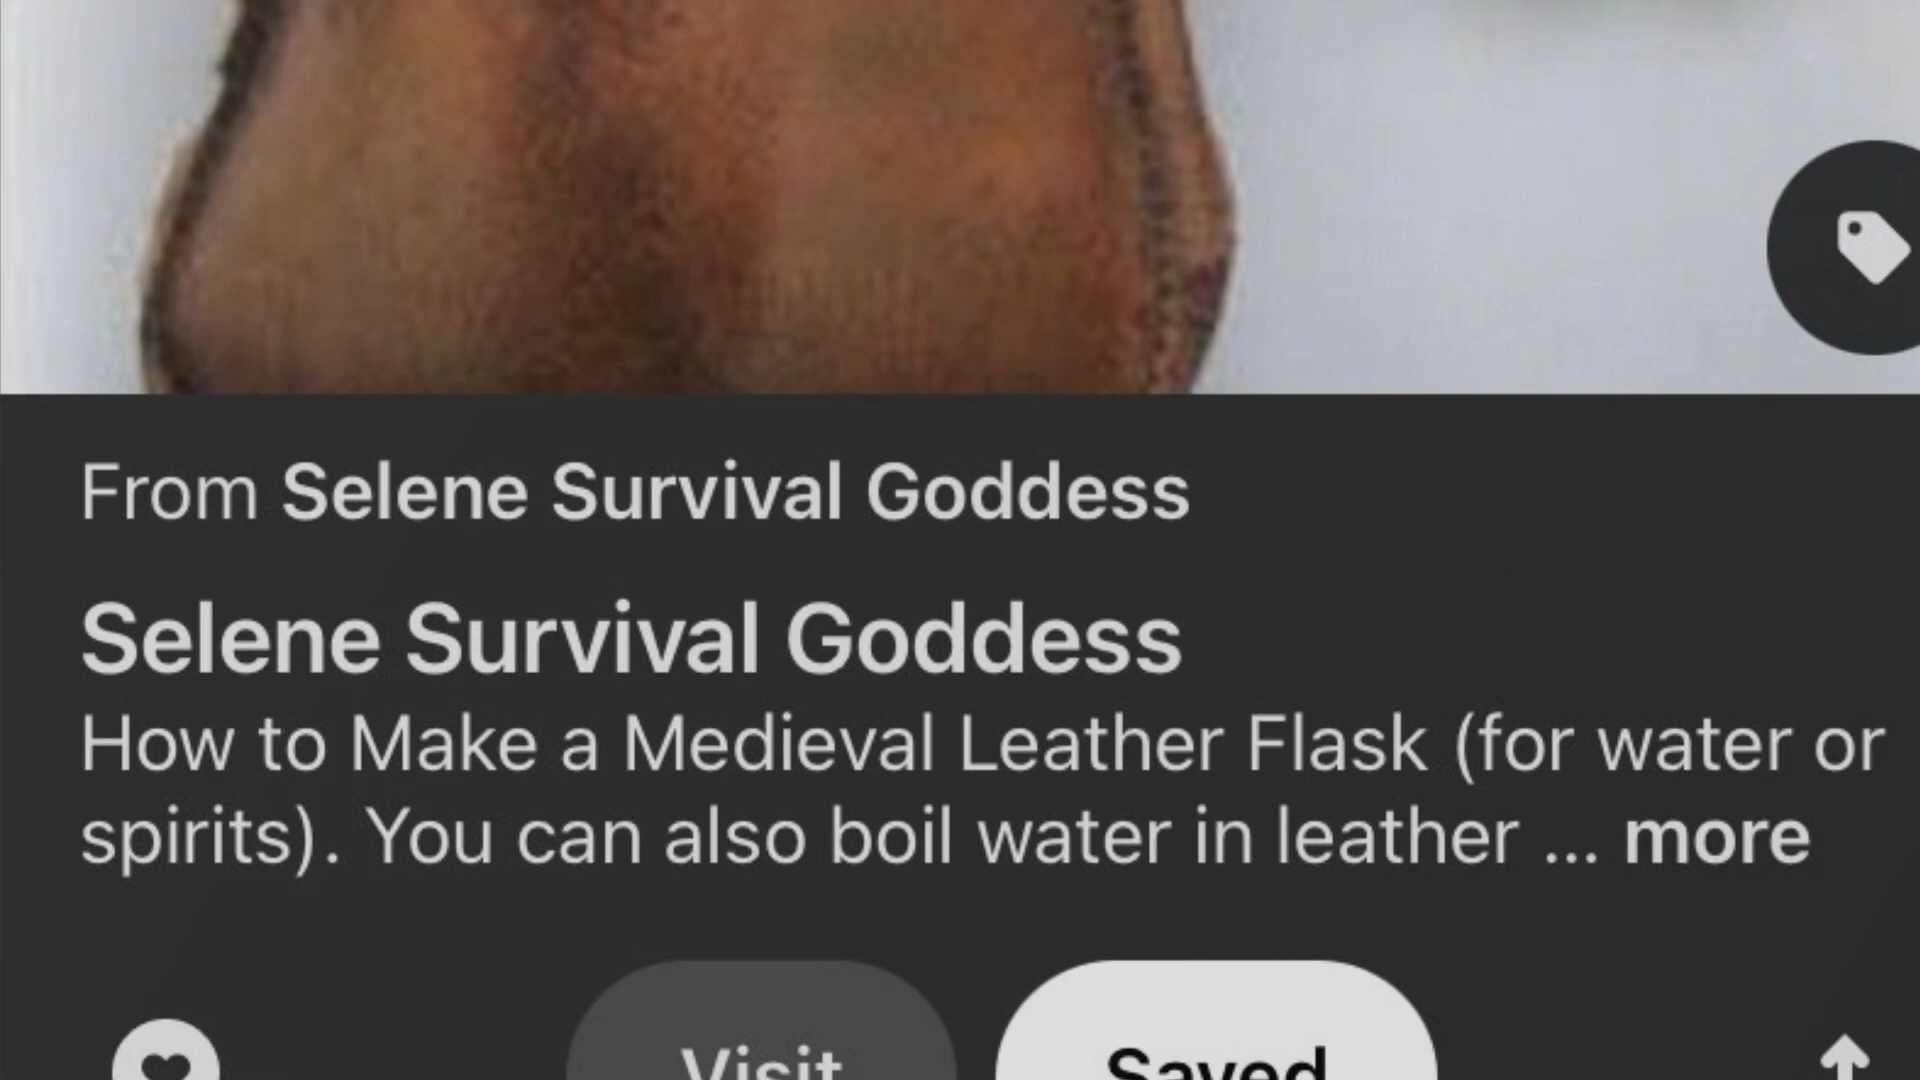 From Selene Survival Goddess
Selene Survival Goddess
How to Make a Medieval Leather Flask (for water or
spirits). You can also boil water in leather ... more
Visit
Saved